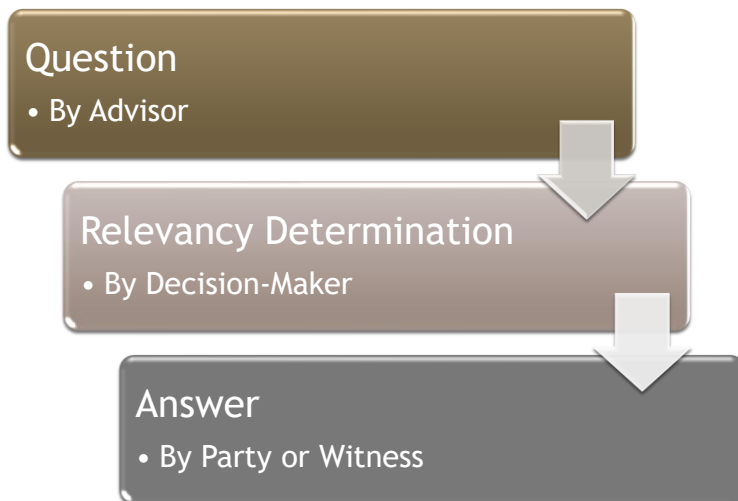 Question
• By Advisor
Relevancy Determination
• By Decision-Maker
Answer
• By Party or Witness